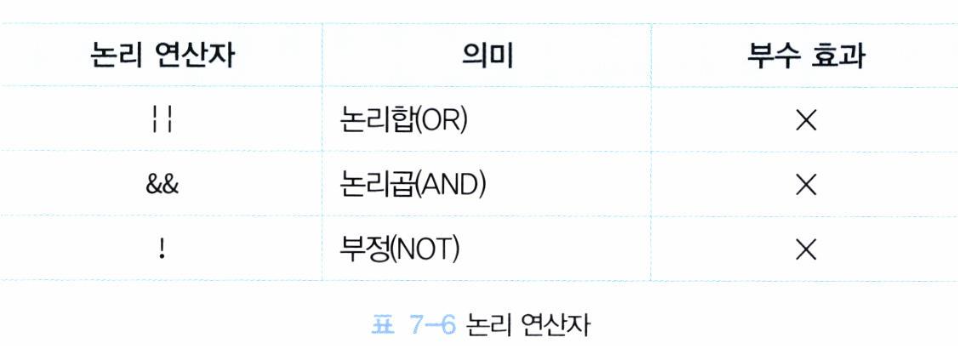 논리 연산자 의미 부수 효과
|| 논리합(OR) ×
&& 논리곱(AND) ×
! 부정(NOT) ×
표 7-6 논리 연산자